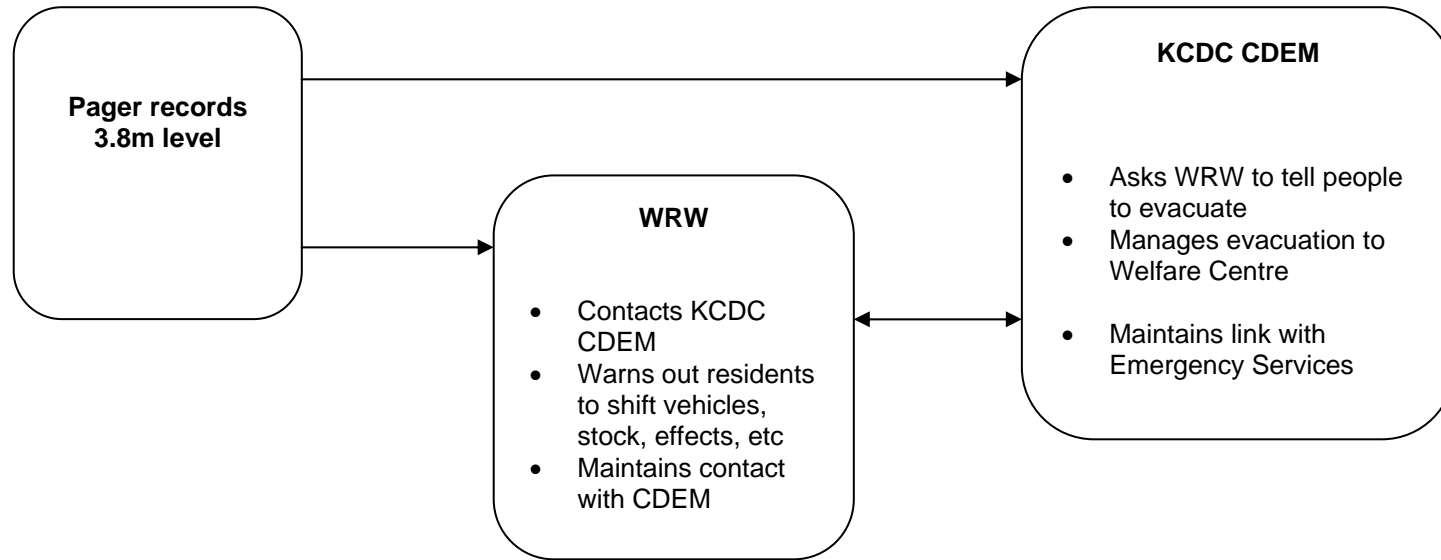 Pager records
3.8m level
WRW
• Contacts KCDC
CDEM
• Warns out residents
to shift vehicles,
stock, effects, etc
• Maintains contact
with CDEM
KCDC CDEM
• Asks WRW to tell people
to evacuate
• Manages evacuation to
Welfare Centre
• Maintains link with
Emergency Services